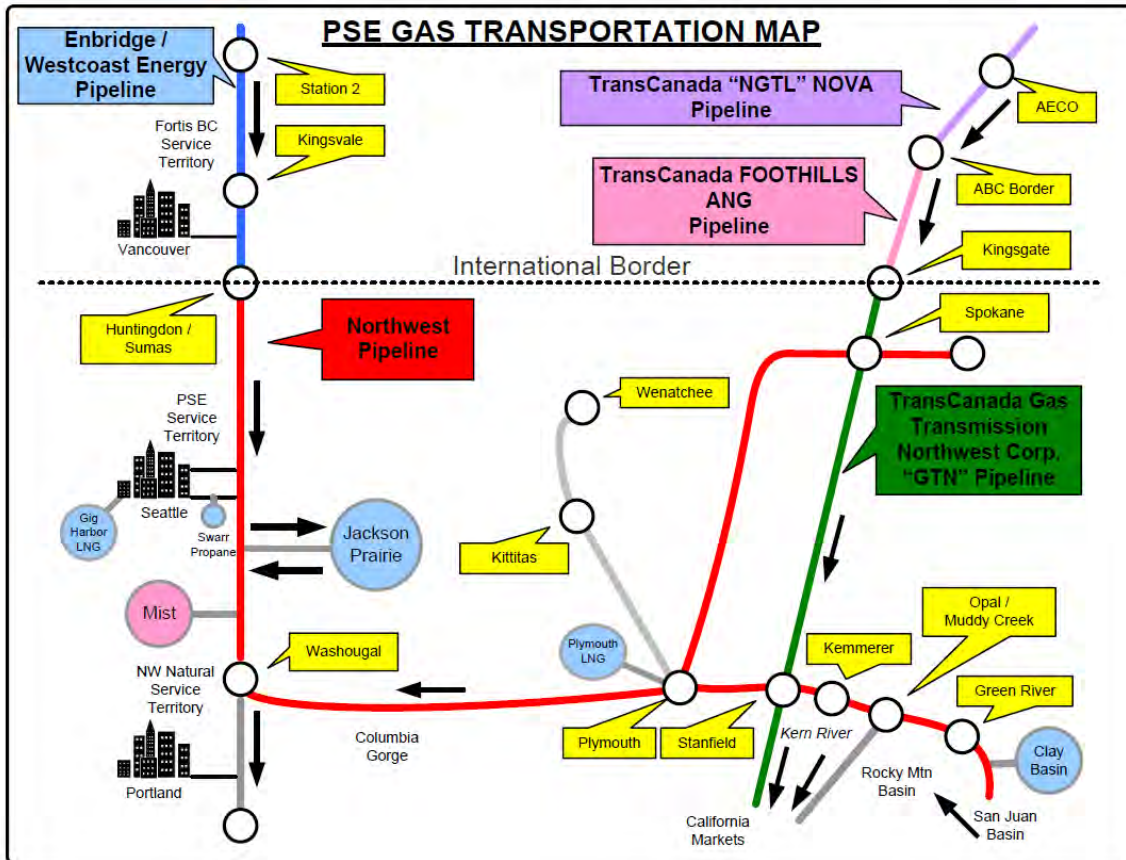 PSE GAS TRANSPORTATION MAP
Enbridge /
Westcoast Energy
Pipeline
Station 2
Fortis BC
Service
Territory
Kingsvale
Vancouver
TransCanada “NGTL” NOVA
Pipeline
AECO
TransCanada FOOTHILLS
ANG
Pipeline
ABC Border
Kingsgate
International Border
Huntingdon /
Sumas
Northwest
Pipeline
Spokane
PSE
Service
Territory
Wenatchee
TransCanada Gas
Transmission
Northwest Corp,
“GTN” Pipeline
Seattle
Gig
Harbor
LNG
Swarr
Propane
Jackson
Prairie
Kittitas
Mist
Opal /
Muddy Creek
Washougal
Plymouth
LNG
Kemmerer
Green River
NW Natural
Service
Territory
Columbia
Gorge
Plymouth
Stanfield
Kern River
Clay
Basin
Rocky Mtn
Basin
Portland
California
Markets
San Juan
Basin